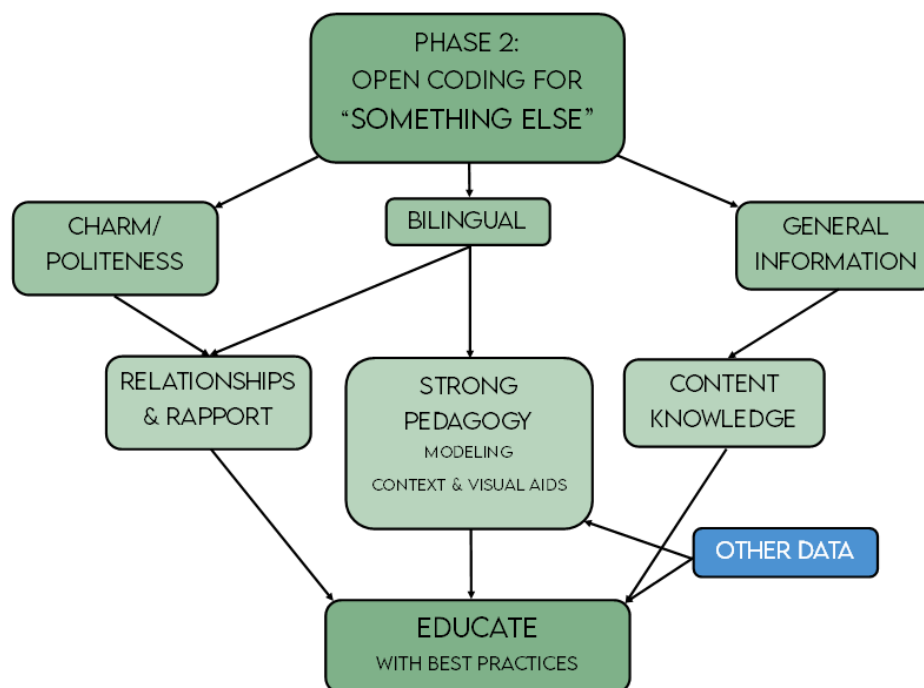 PHASE 2:
OPEN CODING FOR
“SOMETHING ELSE”
CHARM/
POLITENESS
BILINGUAL
GENERAL
INFORMATION
RELATIONSHIPS
& RAPPORT
STRONG
PEDAGOGY
MODELING
CONTEXT & VISUAL AIDS
CONTENT
KNOWLEDGE
OTHER DATA
EDUCATE
WITH BEST PRACTICES